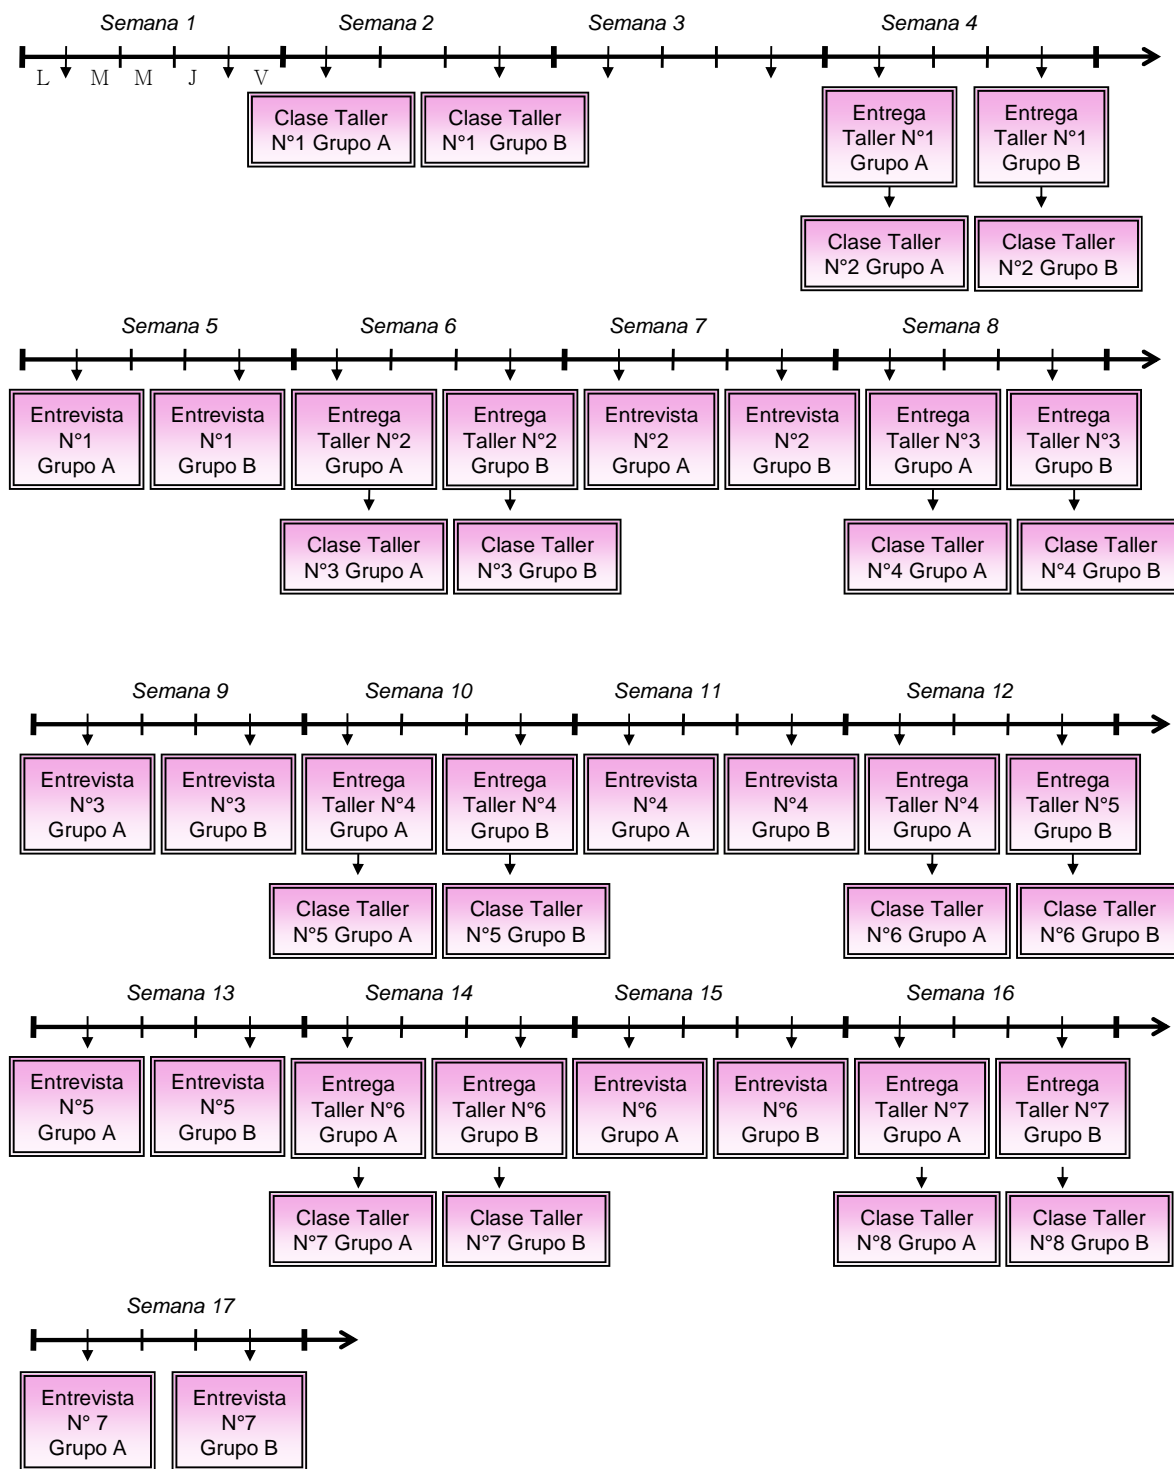 Semana 1
Semana 2
Semana 3
Semana 4
L M M J V
Clase Taller
N°1 Grupo A
Clase Taller
N°1 Grupo B
Entrega
Taller N°1
Grupo A
Entrega
Taller N°1
Grupo B
Clase Taller
N°2 Grupo A
Clase Taller
N°2 Grupo B
Semana 5
Semana 6
Semana 7
Semana 8
Entrevista
N°1
Grupo A
Entrevista
N°1
Grupo B
Entrega
Taller N°2
Grupo A
Entrega
Taller N°2
Grupo B
Entrevista
N°2
Grupo A
Entrevista
N°2
Grupo B
Entrega
Taller N°3
Grupo A
Entrega
Taller N°3
Grupo B
Clase Taller
N°3 Grupo A
Clase Taller
N°3 Grupo B
Clase Taller
N°4 Grupo A
Clase Taller
N°4 Grupo B
Semana 9
Semana 10
Semana 11
Semana 12
Entrevista
N°3
Grupo A
Entrevista
N°3
Grupo B
Entrega
Taller N°4
Grupo A
Entrega
Taller N°4
Grupo B
Entrevista
N°4
Grupo A
Entrevista
N°4
Grupo B
Entrega
Taller N°4
Grupo A
Entrega
Taller N°5
Grupo B
Clase Taller
N°5 Grupo A
Clase Taller
N°5 Grupo B
Clase Taller
N°6 Grupo A
Clase Taller
N°6 Grupo B
Semana 13
Semana 14
Semana 15
Semana 16
Entrevista
N°5
Grupo A
Entrevista
N°5
Grupo B
Entrega
Taller N°6
Grupo A
Entrega
Taller N°6
Grupo B
Entrevista
N°6
Grupo A
Entrevista
N°6
Grupo B
Entrega
Taller N°7
Grupo A
Entrega
Taller N°7
Grupo B
Clase Taller
N°7 Grupo A
Clase Taller
N°7 Grupo B
Clase Taller
N°8 Grupo A
Clase Taller
N°8 Grupo B
Semana 17
Entrevista
N° 7
Grupo A
Entrevista
N°7
Grupo B